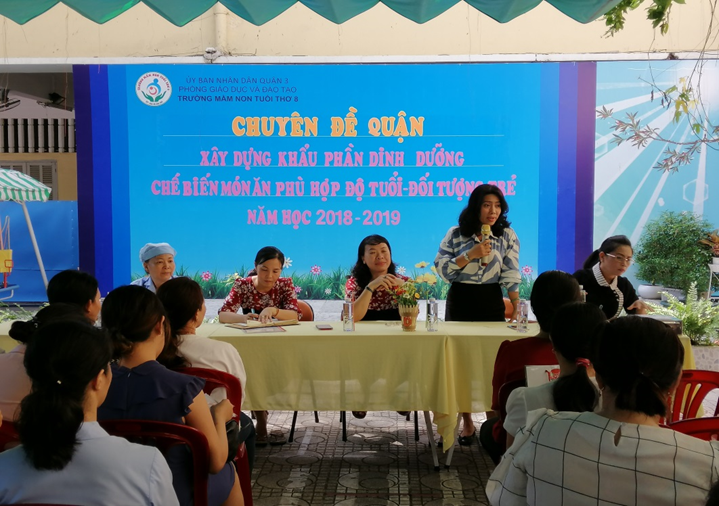 ỦY BAN NHÂN DÂN QUẬN 3
PHÒNG GIÁO DỤC VÀ ĐÀO TẠO
TRƯỜNG MẦM NON TUỔI THƠ 8
CHUYÊN ĐỀ QUẬN
XÂY DỰNG KHẨU PHẦN DINH DƯỠNG
CHẾ BIẾN MÓN ĂN PHÙ HỢP ĐỘ TUỔI-ĐỐI TƯỢNG TRẺ
NĂM HỌC 2018-2019